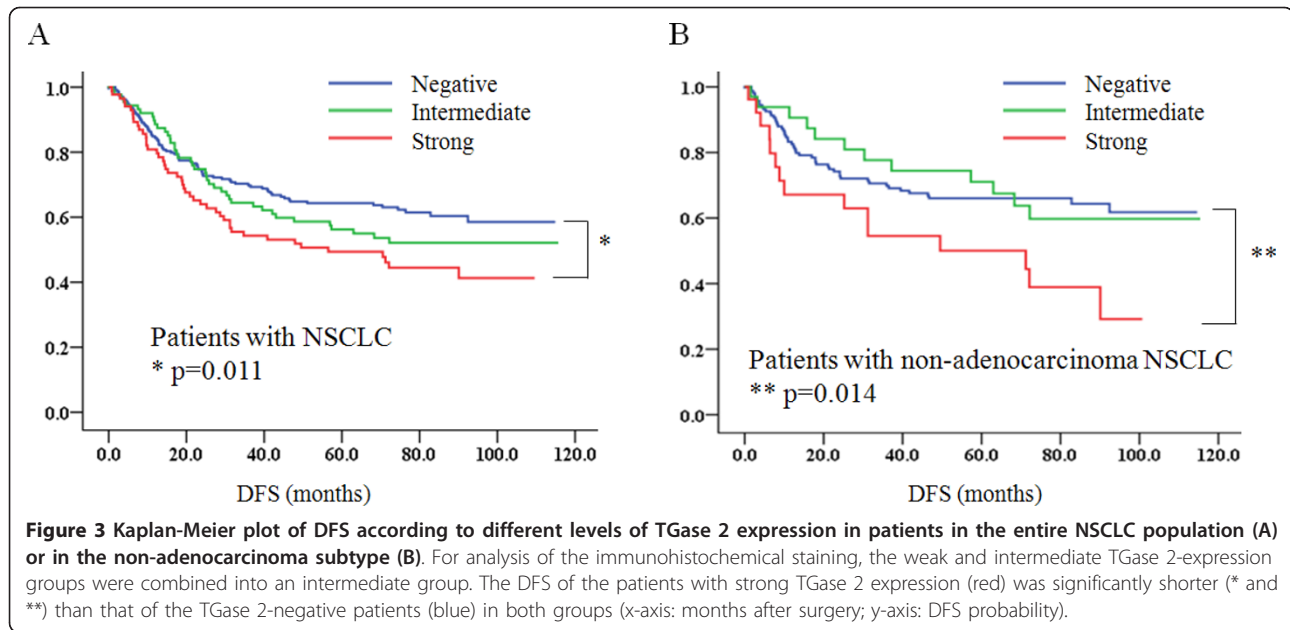 A
B
Negative
Intermediate
Strong
Negative
Intermediate
Strong
1.0
0.8
0.6
0.4
0.2
0.0
*
Patients with NSCLC
* p=0.011
0.0 20.0 40.0 60.0 80.0 100.0 120.0
DFS (months)
1.0
0.8
0.6
0.4
0.2
0.0
**
Patients with non-adenocarcinoma NSCLC
** p=0.014
0.0 20.0 40.0 60.0 80.0 100.0 120.0
DFS (months)
Figure 3 Kaplan-Meier plot of DFS according to different levels of TGase 2 expression in patients in the entire NSCLC population (A)
or in the non-adenocarcinoma subtype (B). For analysis of the immunohistochemical staining, the weak and intermediate TGase 2-expression
groups were combined into an intermediate group. The DFS of the patients with strong TGase 2 expression (red) was significantly shorter (* and
**) than that of the TGase 2-negative patients (blue) in both groups (x-axis: months after surgery; y-axis: DFS probability).